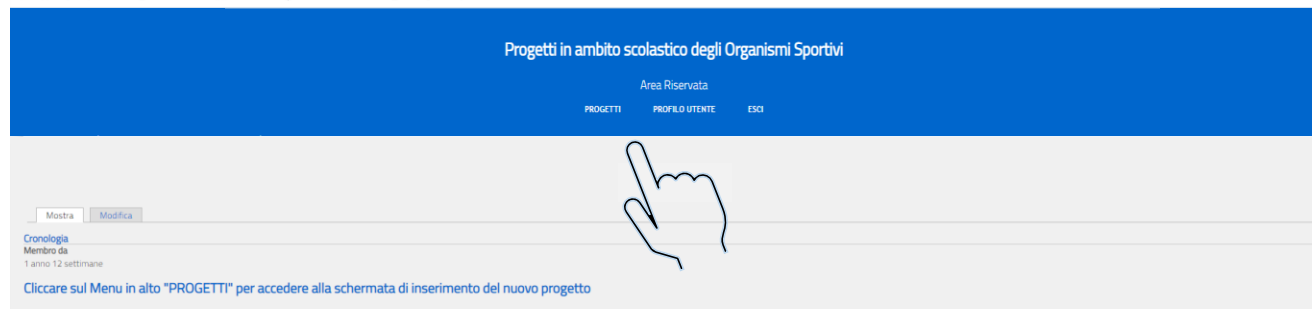 Progetti in ambito scolastico degli Organismi Sportivi
Area Riservata
PROGETTI PROFILO UTENTE ESCI
Mostra Modifica
Cronologia
Membro da
1 anno 12 settimane
Cliccare sul Menu in alto "PROGETTI" per accedere alla schermata di inserimento del nuovo progetto